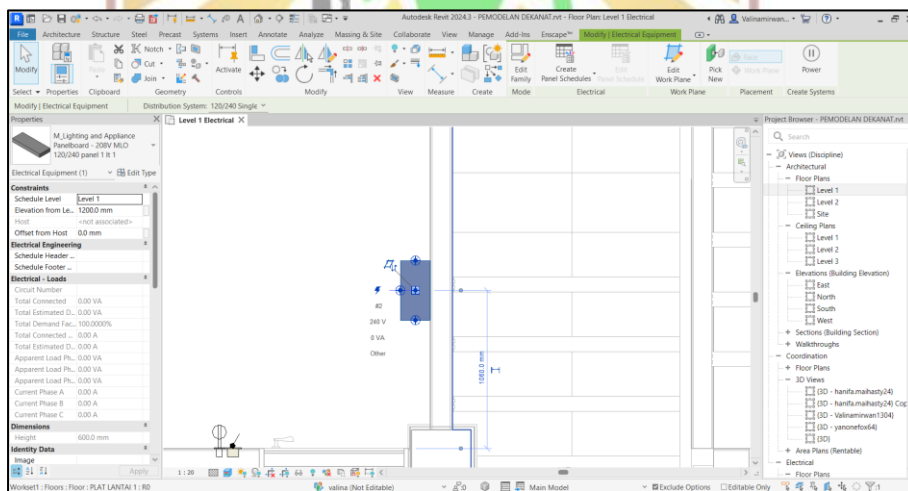 Autodesk Revit 2024.3 - PEMODELAN DEKANAT.rvt - Floor Plan: Level 1 Electrical
Valinamirwan...
File Architecture Structure Steel Precast Systems Insert Annotate Analyze Massing & Site Collaborate View Manage Add-Ins Enscape™ Modify | Electrical Equipment
Modify
Paste
Notch
Cut
Join
Activate
Edit Family
Create Panel Schedules
Edit Panel Schedule
Edit Work Plane
Pick New
Face
Work Plane
Power
Select Properties Clipboard Geometry Controls Modify View Measure Create Mode Electrical Work Plane Placement Create Systems
Modify | Electrical Equipment Distribution System: 120/240 Single
Properties
M_Lighting and Appliance
Panelboard - 208V MLO
120/240 panel 1 lt 1
Electrical Equipment (1) Edit Type
Constraints
Schedule Level Level 1
Elevation from Le... 1200.0 mm
Host <not associated>
Offset from Host 0.0 mm
Electrical Engineering
Schedule Header ...
Schedule Footer ...
Electrical - Loads
Circuit Number
Total Connected 0.00 VA
Total Estimated D... 0.00 VA
Total Demand Fac... 100.0000%
Total Connected ... 0.00 A
Total Estimated D... 0.00 A
Apparent Load Ph... 0.00 VA
Apparent Load Ph... 0.00 VA
Apparent Load Ph... 0.00 VA
Current Phase A 0.00 A
Current Phase B 0.00 A
Current Phase C 0.00 A
Dimensions
Height 600.0 mm
Identity Data
Image
Apply
Level 1 Electrical
#2
240 V
0 VA
Other
1060.0 mm
1 : 20
Project Browser - PEMODELAN DEKANAT.rvt
Search
Views (Discipline)
Architectural
Floor Plans
Level 1
Level 2
Site
Ceiling Plans
Level 1
Level 2
Level 3
Elevations (Building Elevation)
East
North
South
West
Sections (Building Section)
Walkthroughs
Coordination
Floor Plans
3D Views
(3D - hanifa.maihasty24)
(3D - hanifa.maihasty24) Cop
(3D - Valinamirwan1304)
(3D - yanonefox64)
{3D}
Area Plans (Rentable)
Electrical
Floor Plans
Workset1 : Floors : Floor : PLAT LANTAI 1 : R0
valina (Not Editable)
:0
Main Model
Exclude Options
Editable Only
:1